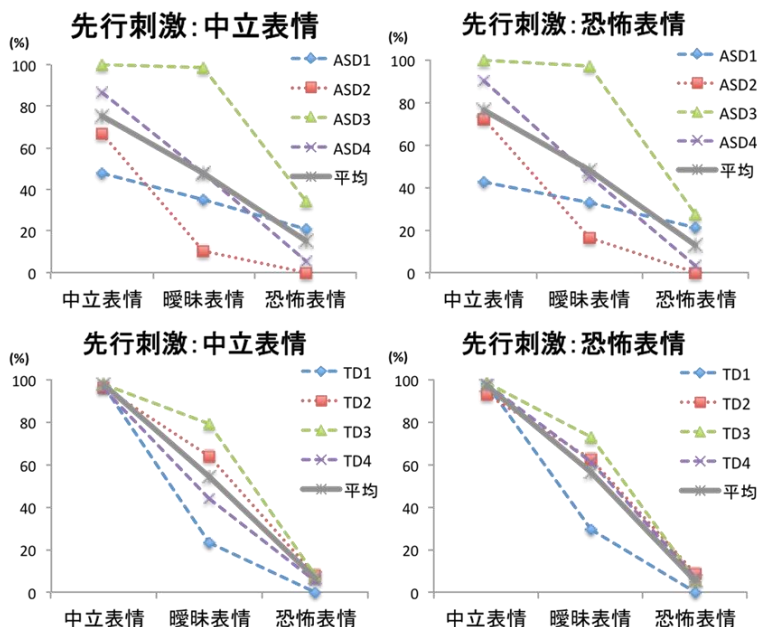 先行刺激：中立表情
(%)
100
80
60
40
20
0
中立表情 曖昧表情 恐怖表情
ASD1
ASD2
ASD3
ASD4
平均
先行刺激：恐怖表情
(%)
100
80
60
40
20
0
中立表情 曖昧表情 恐怖表情
ASD1
ASD2
ASD3
ASD4
平均
先行刺激：中立表情
(%)
100
80
60
40
20
0
中立表情 曖昧表情 恐怖表情
TD1
TD2
TD3
TD4
平均
先行刺激：恐怖表情
(%)
100
80
60
40
20
0
中立表情 曖昧表情 恐怖表情
TD1
TD2
TD3
TD4
平均